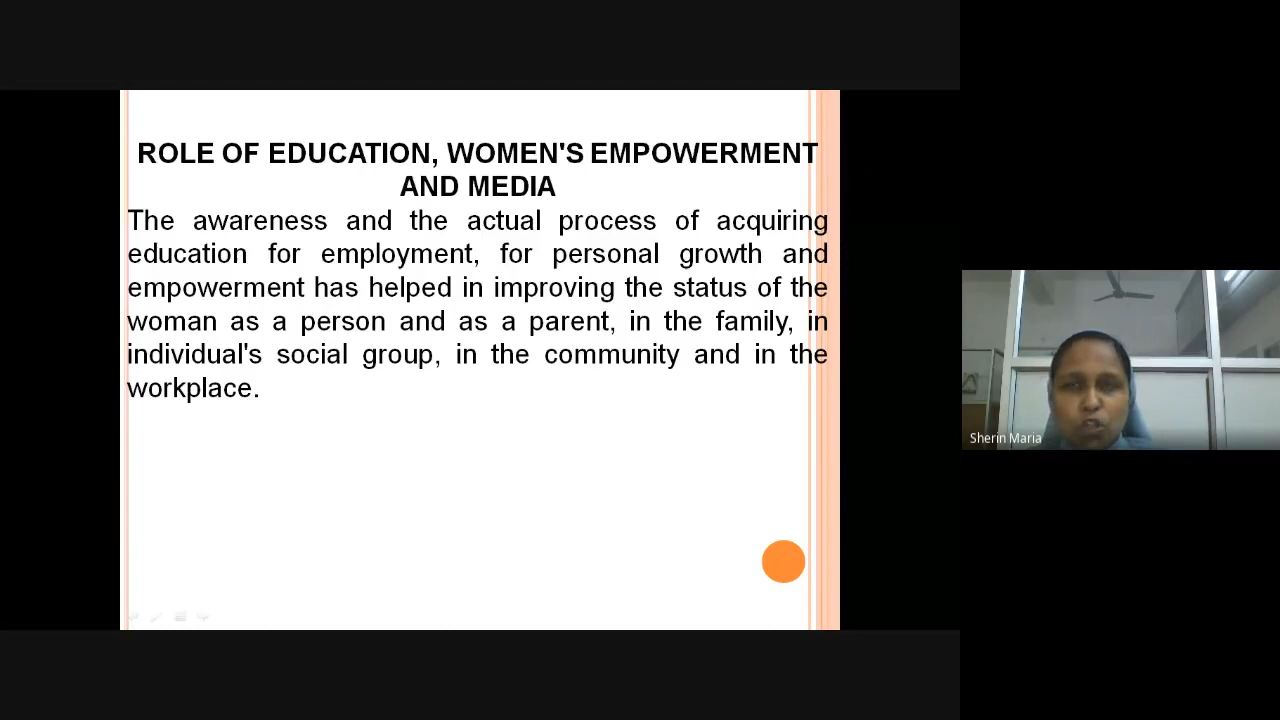 ROLE OF EDUCATION, WOMEN'S EMPOWERMENT
AND MEDIA
The awareness and the actual process of acquiring
education for employment, for personal growth and
empowerment has helped in improving the status of the
woman as a person and as a parent, in the family, in
individual's social group, in the community and in the
workplace.
Sherin Maria